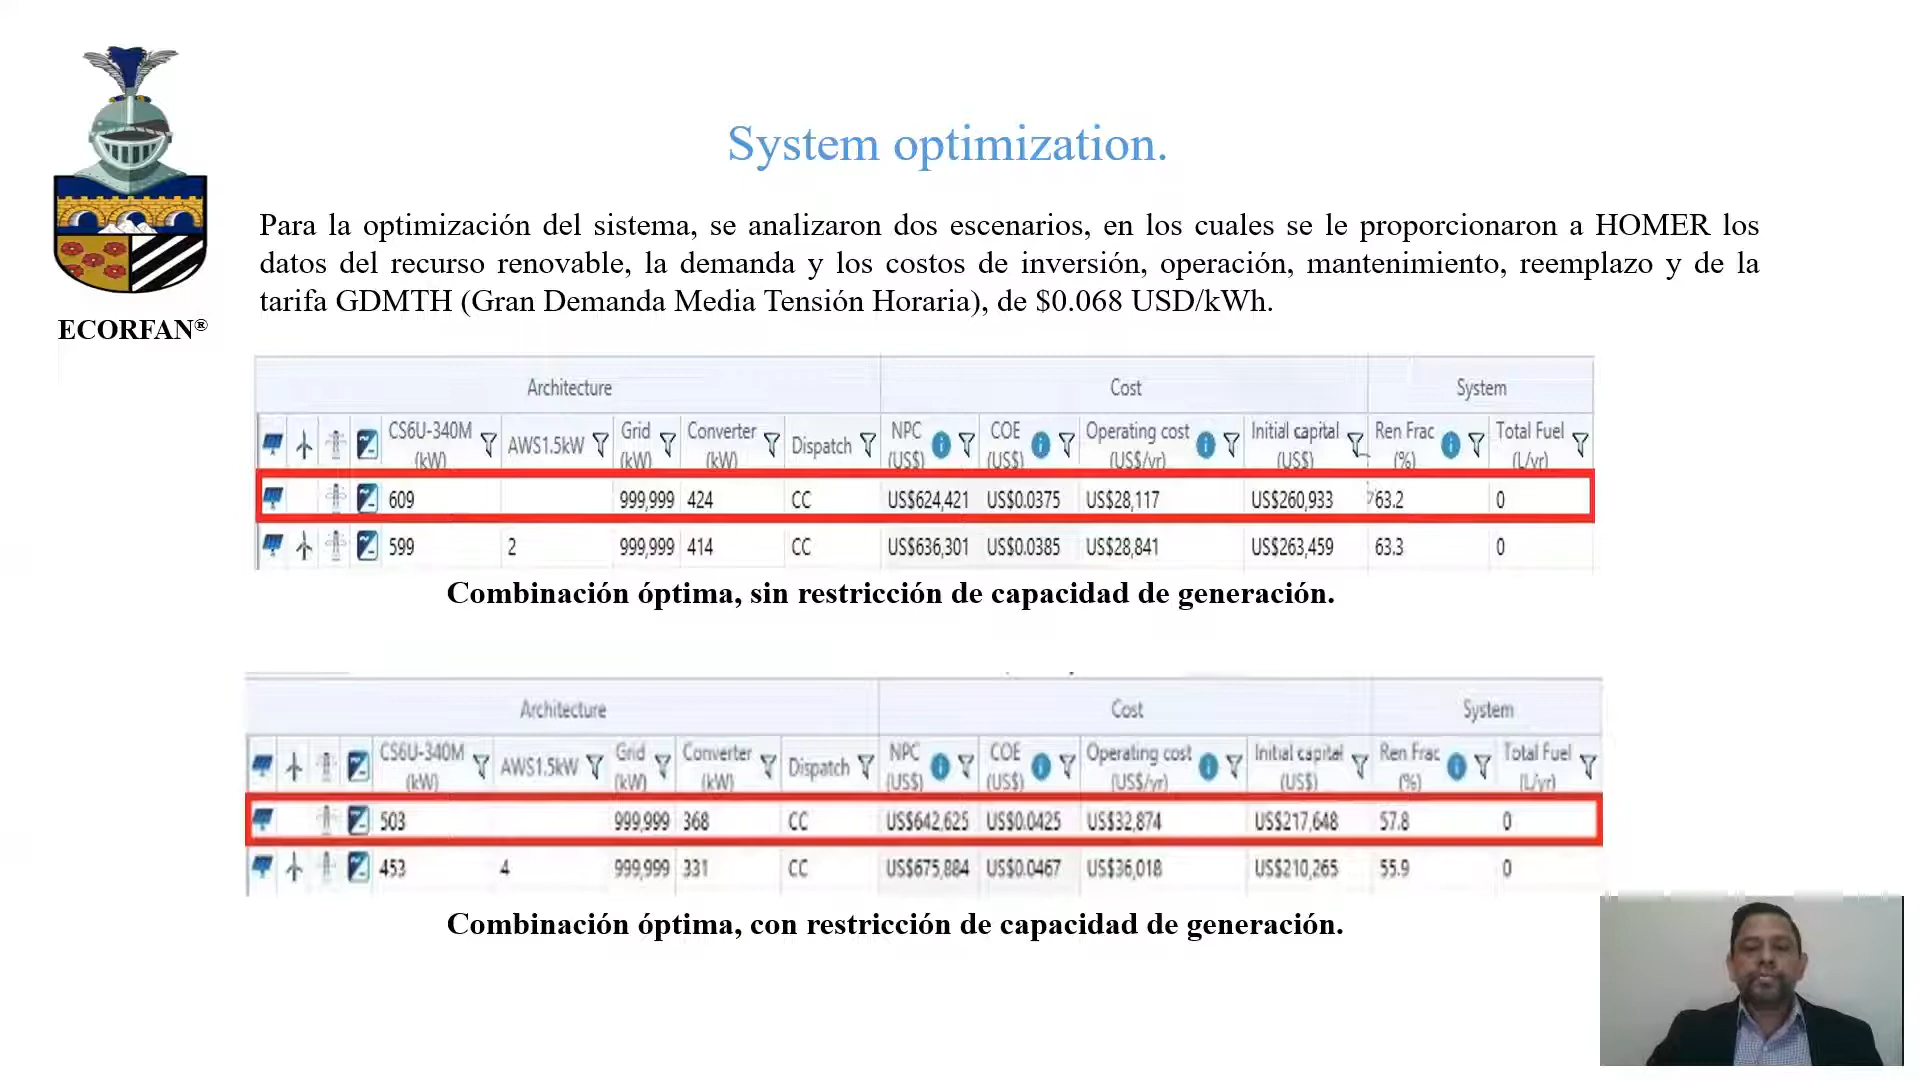 System optimization.
Para la optimización del sistema, se analizaron dos escenarios, en los cuales se le proporcionaron a HOMER los
datos del recurso renovable, la demanda y los costos de inversión, operación, mantenimiento, reemplazo y de la
tarifa GDMTH (Gran Demanda Media Tensión Horaria), de $0.068 USD/kWh.
ECORFAN®
Architecture Cost System
CS6U-340M (kW) AWS1.5kW Grid (kW) Converter (kW) Dispatch NPC (US$) COE (US$) Operating cost (US$/yr) Initial capital (US$) Ren Frac (%) Total Fuel (L/yr)
609 999,999 424 CC US$624,421 US$0.0375 US$28,117 US$260,933 63.2 0
599 2 999,999 414 CC US$636,301 US$0.0385 US$28,841 US$263,459 63.3 0
Combinación óptima, sin restricción de capacidad de generación.
Architecture Cost System
CS6U-340M (kW) AWS1.5kW Grid (kW) Converter (kW) Dispatch NPC (US$) COE (US$) Operating cost (US$/yr) Initial capital (US$) Ren Frac (%) Total Fuel (L/yr)
503 999,999 368 CC US$642,625 US$0.0425 US$32,874 US$217,648 57.8 0
453 4 999,999 331 CC US$675,884 US$0.0467 US$36,018 US$210,265 55.9 0
Combinación óptima, con restricción de capacidad de generación.